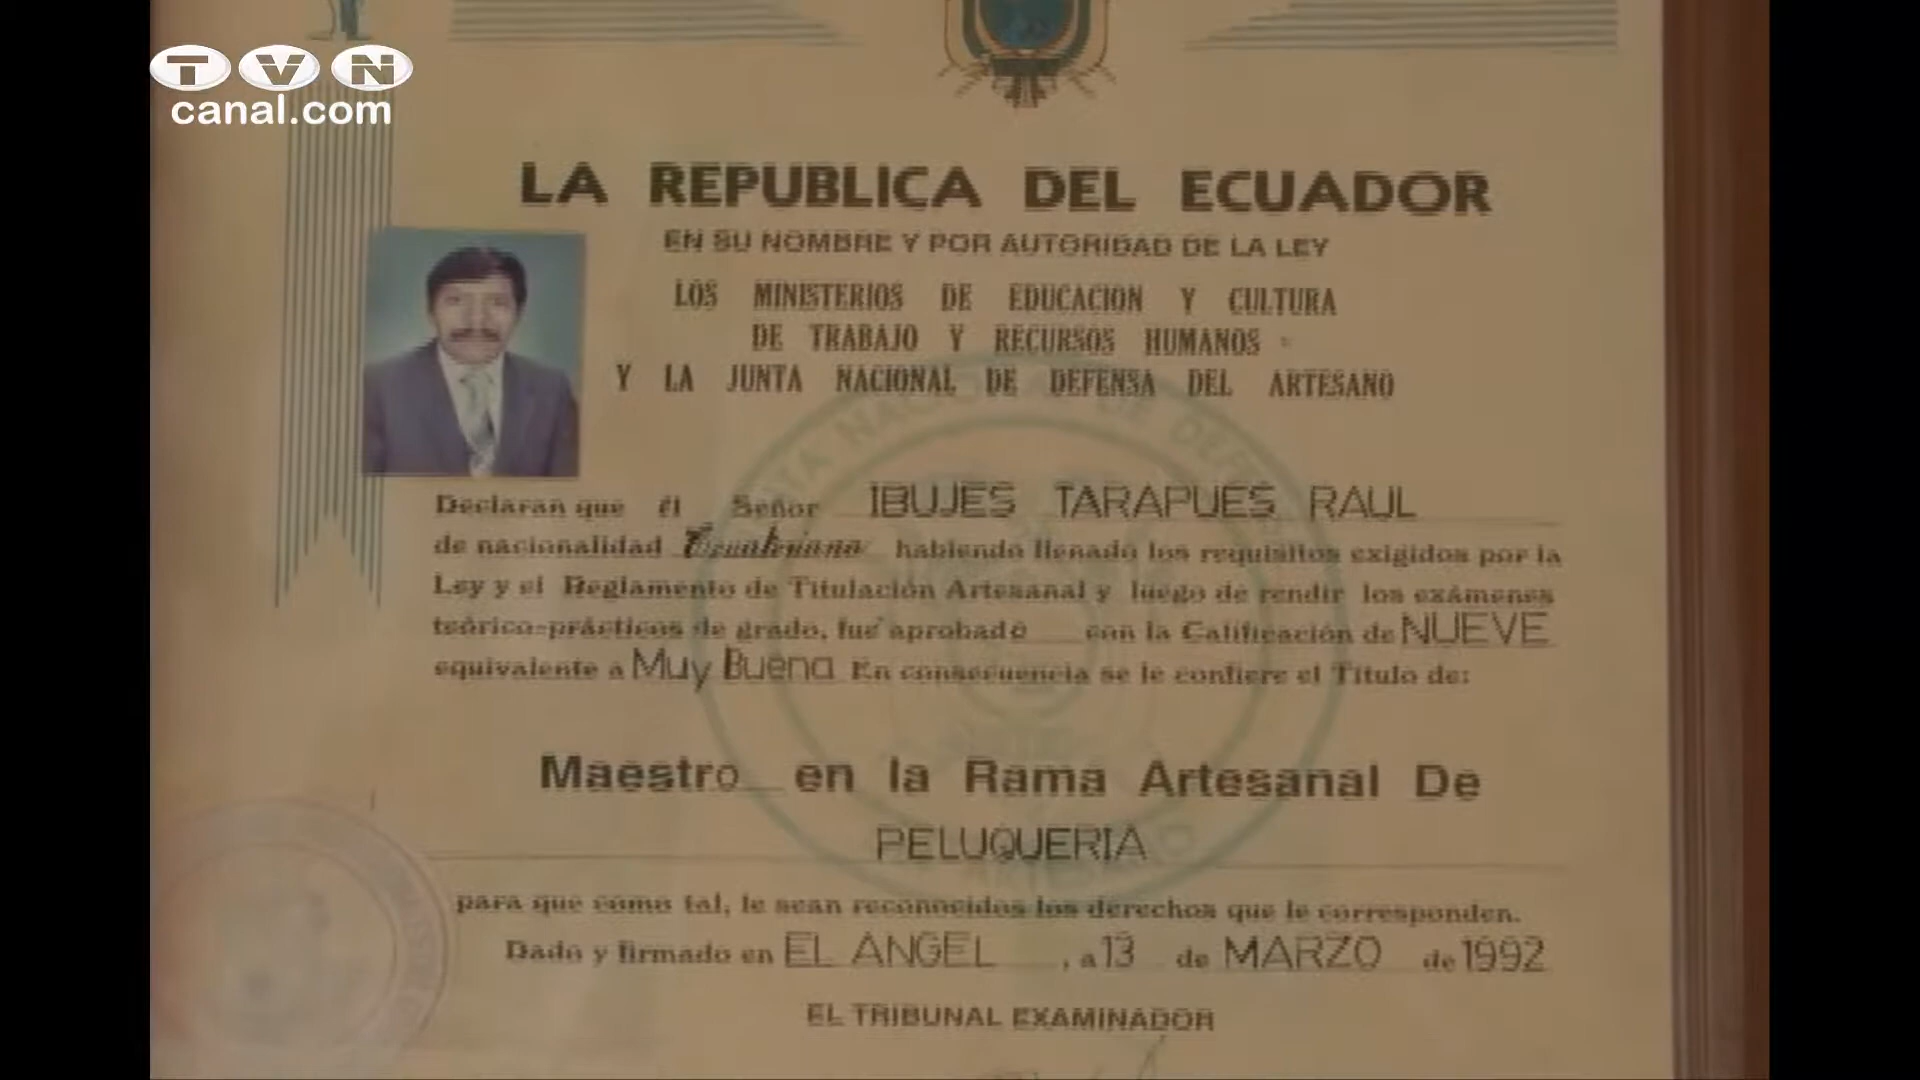 TVN
canal.com
LA REPUBLICA DEL ECUADOR
EN SU NOMBRE Y POR AUTORIDAD DE LA LEY
LOS MINISTERIOS DE EDUCACION Y CULTURA
DE TRABAJO Y RECURSOS HUMANOS
Y LA JUNTA NACIONAL DE DEFENSA DEL ARTESANO
Declaran que él Señor IBUJES TARAPUES RAUL
de nacionalidad Ecuatoriana habiendo llenado los requisitos exigidos por la
Ley y el Reglamento de Titulación Artesanal y luego de rendir los exámenes
teórico-prácticos de grado, fue aprobado con la Calificación de NUEVE
equivalente a Muy Buena En consecuencia se le confiere el Título de:
Maestro en la Rama Artesanal De
PELUQUERIA
para que como tal, le sean reconocidos los derechos que le corresponden.
Dado y firmado en EL ANGEL , a 13 de MARZO de 1992
EL TRIBUNAL EXAMINADOR